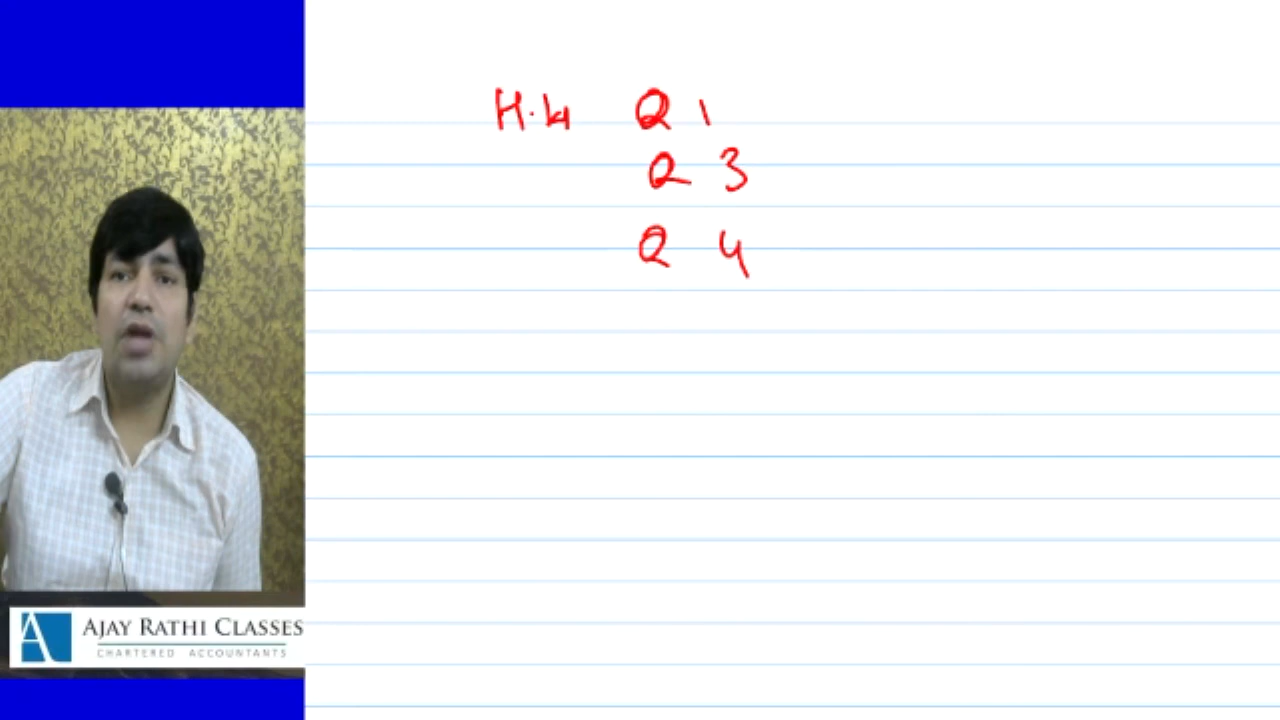 H.W Q 1
Q 3
Q 4
AJAY RATHI CLASSES
CHARTERED ACCOUNTANTS